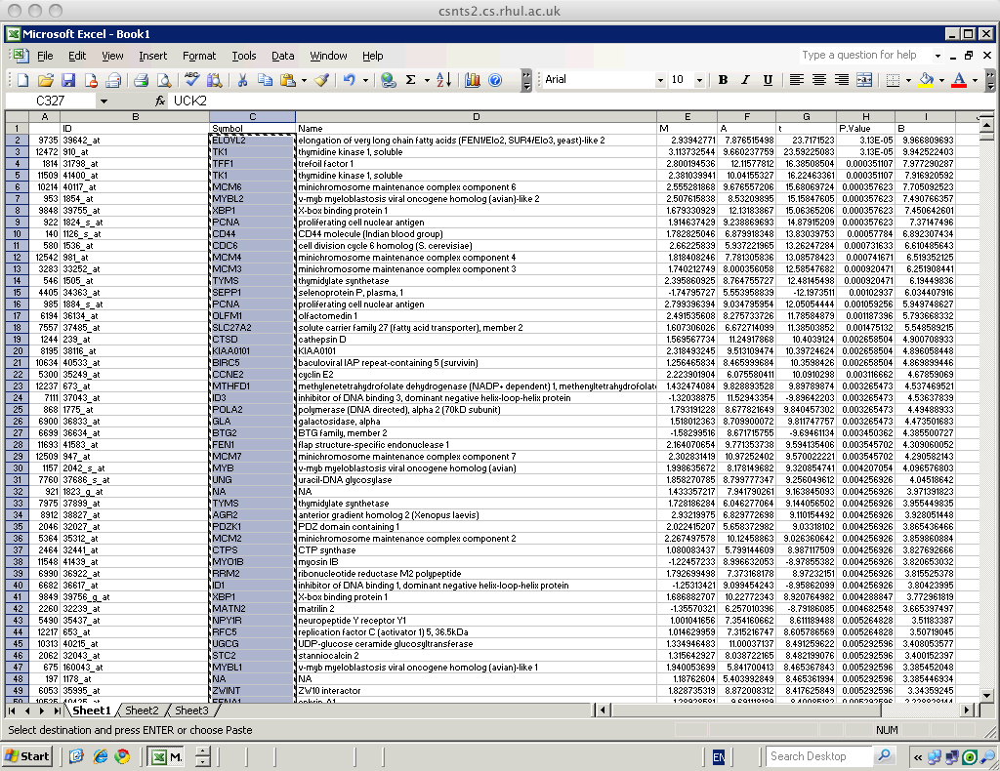 csnts2.cs.rhul.ac.uk
Microsoft Excel - Book1
File Edit View Insert Format Tools Data Window Help Type a question for help
Arial 10 B I U
C327 fx UCK2
A B C D E F G H I
1 ID Symbol Name M A t P.Value B
2 9735 39642_at ELOVL2 elongation of very long chain fatty acids (FEN1/Elo2, SUR4/Elo3, yeast)-like 2 2.93942771 7.876515498 23.7171523 3.13E-05 9.966809693
3 12472 910_at TK1 thymidine kinase 1, soluble 3.113732544 9.660237759 23.59225083 3.13E-05 9.942522403
4 1814 31798_at TFF1 trefoil factor 1 2.800194536 12.11577812 16.38508504 0.000351107 7.977290287
5 11509 41400_at TK1 thymidine kinase 1, soluble 2.381039941 10.04155327 16.22463361 0.000351107 7.916920592
6 10214 40117_at MCM6 minichromosome maintenance complex component 6 2.555281868 9.676557206 15.68069724 0.000357623 7.705092523
7 953 1854_at MYBL2 v-myb myeloblastosis viral oncogene homolog (avian)-like 2 2.507615838 8.53209895 15.15847605 0.000357623 7.490766357
8 9848 39755_at XBP1 X-box binding protein 1 1.679330929 12.13183867 15.06365206 0.000357623 7.450642601
9 922 1824_s_at PCNA proliferating cell nuclear antigen 1.914637429 9.238869693 14.87915209 0.000357623 7.37147496
10 140 1126_s_at CD44 CD44 molecule (Indian blood group) 1.782825046 6.879918348 13.83039753 0.00057784 6.892307434
11 580 1536_at CDC6 cell division cycle 6 homolog (S. cerevisiae) 2.66225839 5.937221965 13.26247284 0.000731633 6.610485643
12 12542 981_at MCM4 minichromosome maintenance complex component 4 1.818408246 7.781305836 13.08578423 0.000741671 6.519352125
13 3283 33252_at MCM3 minichromosome maintenance complex component 3 1.740212749 8.000356058 12.58547682 0.000920471 6.251908441
14 546 1505_at TYMS thymidylate synthetase 2.395860925 8.764755727 12.48145498 0.000920471 6.19449836
15 4405 34363_at SEPP1 selenoprotein P, plasma, 1 -1.74795727 5.553958839 -12.1973511 0.00102937 6.034407916
16 985 1884_s_at PCNA proliferating cell nuclear antigen 2.799396394 9.034795954 12.05054444 0.001059256 5.949748627
17 6194 36134_at OLFM1 olfactomedin 1 2.491535608 8.275733726 11.78584879 0.001187396 5.793668332
18 7557 37485_at SLC27A2 solute carrier family 27 (fatty acid transporter), member 2 1.607306026 6.672714099 11.38503852 0.001475132 5.549589215
19 1244 239_at CTSD cathepsin D 1.569567734 11.24917868 10.4039124 0.002658504 4.900708933
20 8195 38116_at KIAA0101 KIAA0101 2.318493245 9.513109474 10.39724624 0.002658504 4.896058448
21 10634 40533_at BIRC5 baculoviral IAP repeat-containing 5 (survivin) 1.256465834 8.465999684 10.3598426 0.002658504 4.869899446
22 5300 35249_at CCNE2 cyclin E2 2.223901904 6.075580411 10.0910298 0.003116662 4.67859069
23 12237 673_at MTHFD1 methylenetetrahydrofolate dehydrogenase (NADP+ dependent) 1, methenyltetrahydrofolate 1.432474084 9.828893528 9.89789874 0.003265473 4.537469521
24 7111 37043_at ID3 inhibitor of DNA binding 3, dominant negative helix-loop-helix protein -1.32038875 11.52943354 -9.89642203 0.003265473 4.53637839
25 868 1775_at POLA2 polymerase (DNA directed), alpha 2 (70kD subunit) 1.793191228 8.677821649 9.840457302 0.003265473 4.49488933
26 6900 36833_at GLA galactosidase, alpha 1.518012363 8.709900072 9.811747757 0.003265473 4.473501683
27 6699 36634_at BTG2 BTG family, member 2 -1.58299516 8.671715755 -9.69461134 0.003450362 4.385500727
28 11693 41583_at FEN1 flap structure-specific endonuclease 1 2.164070654 9.771353738 9.594135406 0.003545702 4.309060052
29 12509 947_at MCM7 minichromosome maintenance complex component 7 2.302831419 10.97252402 9.570022221 0.003545702 4.290582143
30 1157 2042_s_at MYB v-myb myeloblastosis viral oncogene homolog (avian) 1.998635672 8.178149682 9.320854741 0.004207054 4.096576803
31 7760 37686_s_at UNG uracil-DNA glycosylase 1.858270785 8.799777347 9.256049612 0.004256926 4.04518642
32 921 1823_g_at NA NA 1.433357217 7.941790261 9.163845093 0.004256926 3.971391823
33 7975 37899_at TYMS thymidylate synthetase 1.728186284 6.046277064 9.144056502 0.004256926 3.955449835
34 8912 38827_at AGR2 anterior gradient homolog 2 (Xenopus laevis) 2.93219975 6.829772698 9.110154492 0.004256926 3.928051448
35 2046 32027_at PDZK1 PDZ domain containing 1 2.022415207 5.658372982 9.03318102 0.004256926 3.865436466
36 5364 35312_at MCM2 minichromosome maintenance complex component 2 2.267497578 10.12458863 9.026360642 0.004256926 3.859860884
37 2464 32441_at CTPS CTP synthase 1.080083437 5.799144609 8.987117509 0.004256926 3.827692666
38 11548 41439_at MYO1B myosin IB -1.22457233 8.996632053 -8.97855382 0.004256926 3.820653032
39 6990 36922_at RRM2 ribonucleotide reductase M2 polypeptide 1.792699498 7.373168178 8.97232151 0.004256926 3.815525378
40 6682 36617_at ID1 inhibitor of DNA binding 1, dominant negative helix-loop-helix protein -1.25313421 9.099454243 -8.95862099 0.004256926 3.80423995
41 9849 39756_g_at XBP1 X-box binding protein 1 1.686882707 10.22772343 8.920764982 0.004288847 3.772961819
42 2260 32239_at MATN2 matrilin 2 -1.35570321 6.257010396 -8.79186085 0.004682548 3.665397497
43 5490 35437_at NPY1R neuropeptide Y receptor Y1 1.001041656 7.354160662 8.611189488 0.005264828 3.51183387
44 12217 653_at RFC5 replication factor C (activator 1) 5, 36.5kDa 1.014629959 7.315216747 8.605786569 0.005264828 3.50719045
45 10313 40215_at UGCG UDP-glucose ceramide glucosyltransferase 1.334946483 11.00037137 8.491259622 0.005292596 3.408053577
46 2062 32043_at STC2 stanniocalcin 2 1.315642927 8.038722165 8.482199076 0.005292596 3.400152397
47 675 160043_at MYBL1 v-myb myeloblastosis viral oncogene homolog (avian)-like 1 1.940053699 5.841700413 8.465367843 0.005292596 3.385452048
48 197 1178_at NA NA 1.18762604 5.403992849 8.465361994 0.005292596 3.385446934
49 6053 35995_at ZWINT ZW10 interactor 1.828735319 8.872008312 8.417625849 0.005292596 3.34359245
Sheet1 Sheet2 Sheet3
Select destination and press ENTER or choose Paste NUM
Start M. EN Search Desktop